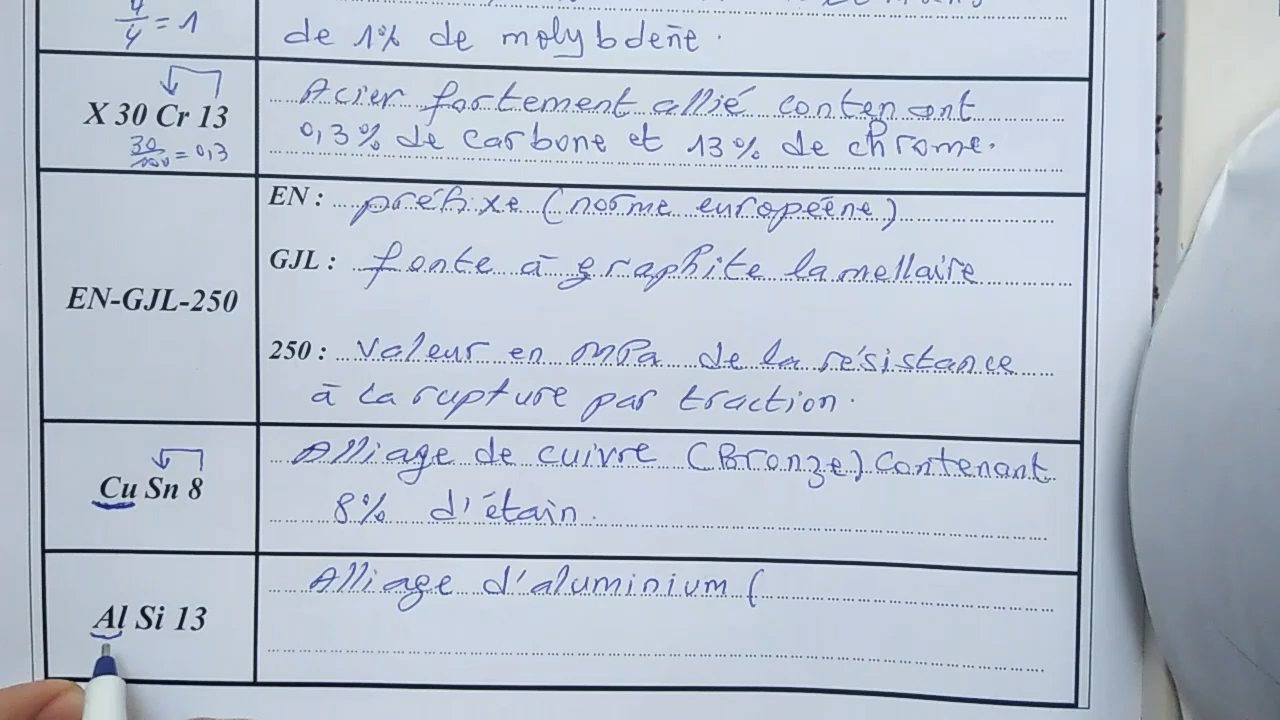 4/4 = 1
de 1% de molybdène.
X 30 Cr 13
30/100 = 0,3
Acier fortement allié contenant
0,3% de carbone et 13% de chrome.
EN-GJL-250
EN : préfixe (norme européene)
GJL : fonte à graphite lamellaire
250 : Valeur en MPa de la résistance
à la rupture par traction.
Cu Sn 8
Alliage de cuivre (Bronze) contenant
8% d'étain.
Al Si 13
Alliage d'aluminium (